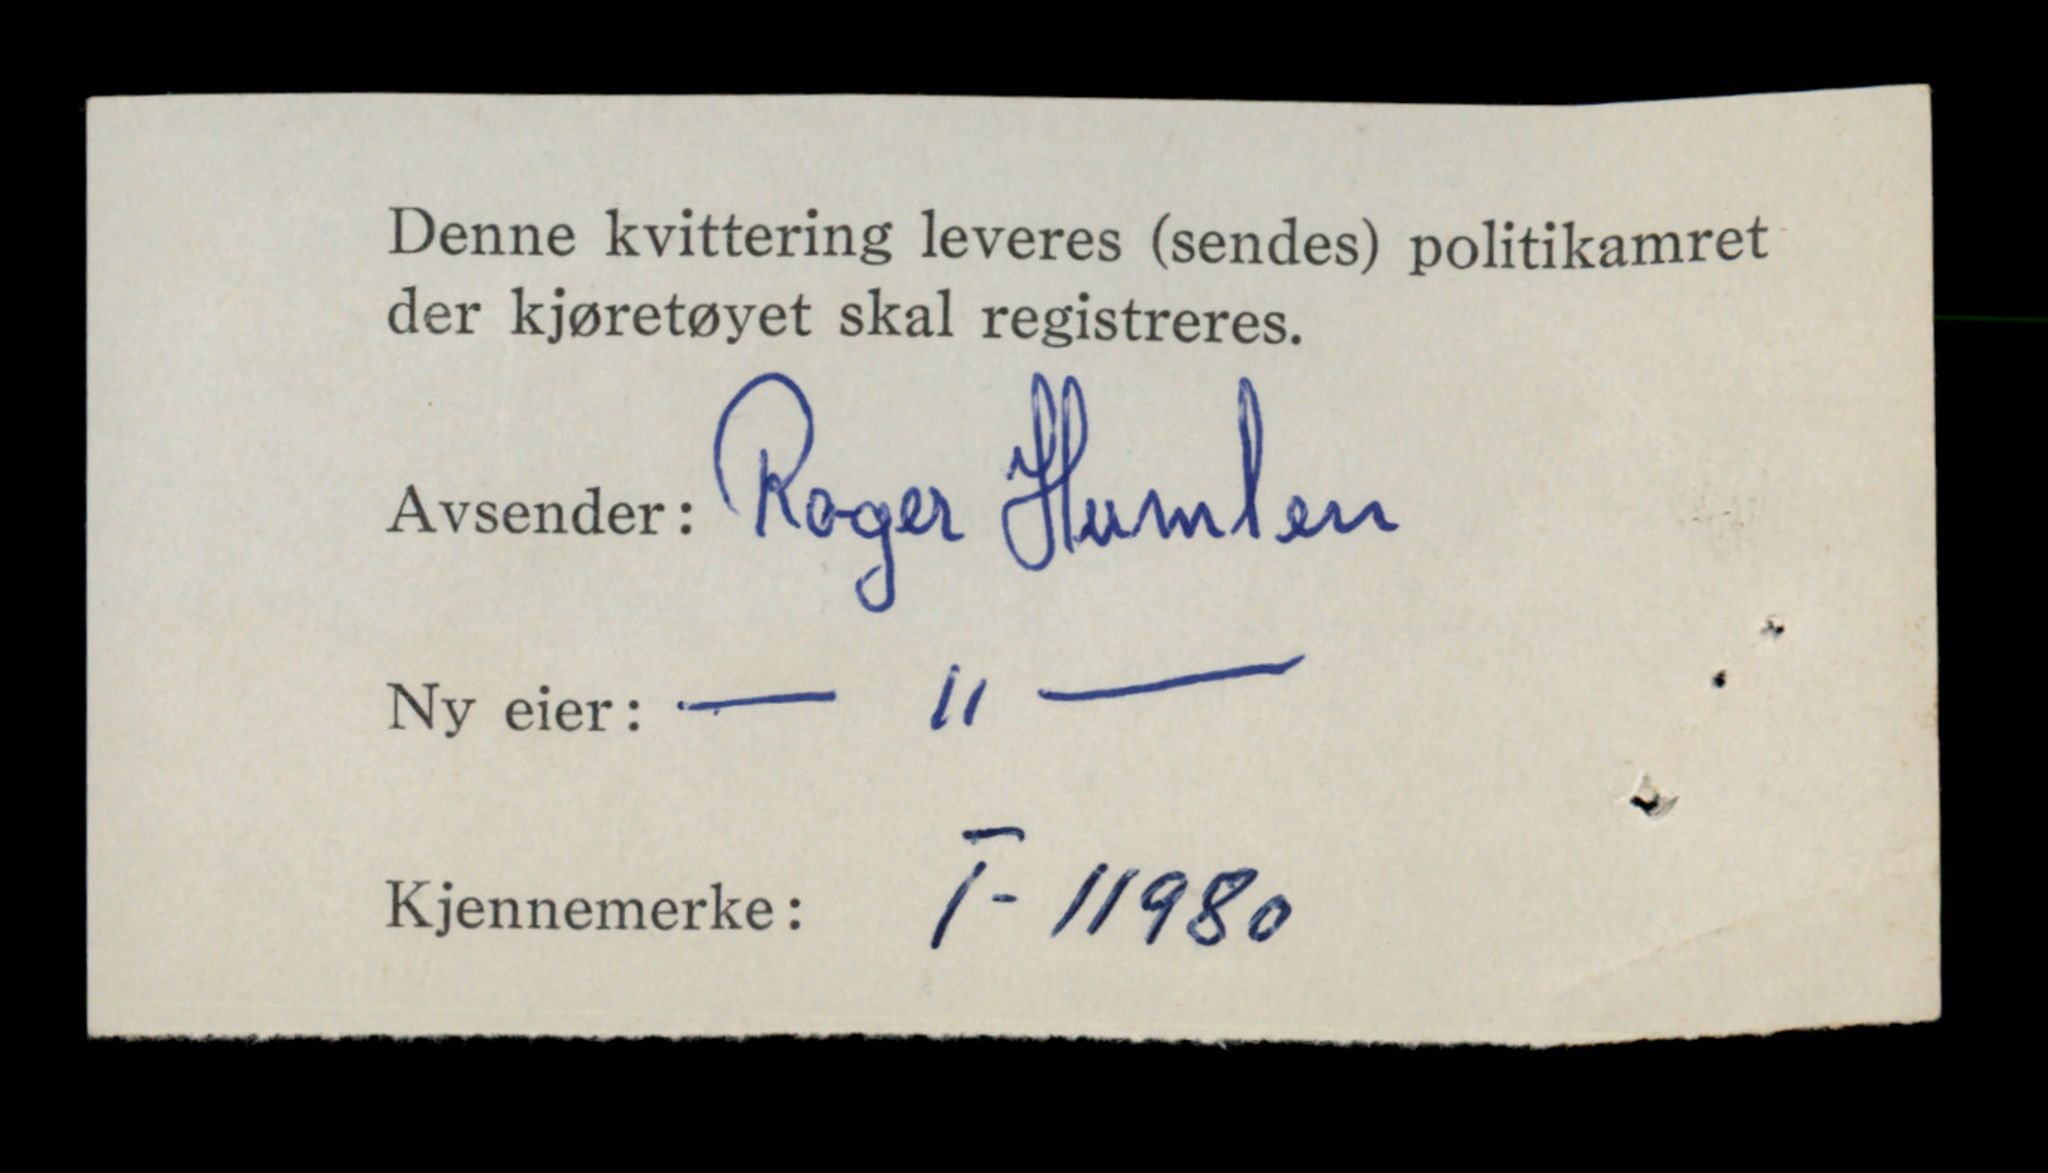 Denne kvittering leveres (sendes) politikamret
der kjøretøyet skal registreres.
Avsender: Roger Humlen
Ny eier: — " —
Kjennemerke: T- 11980